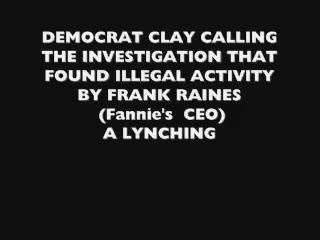 DEMOCRAT CLAY CALLING
THE INVESTIGATION THAT
FOUND ILLEGAL ACTIVITY
BY FRANK RAINES
(Fannie's CEO)
A LYNCHING